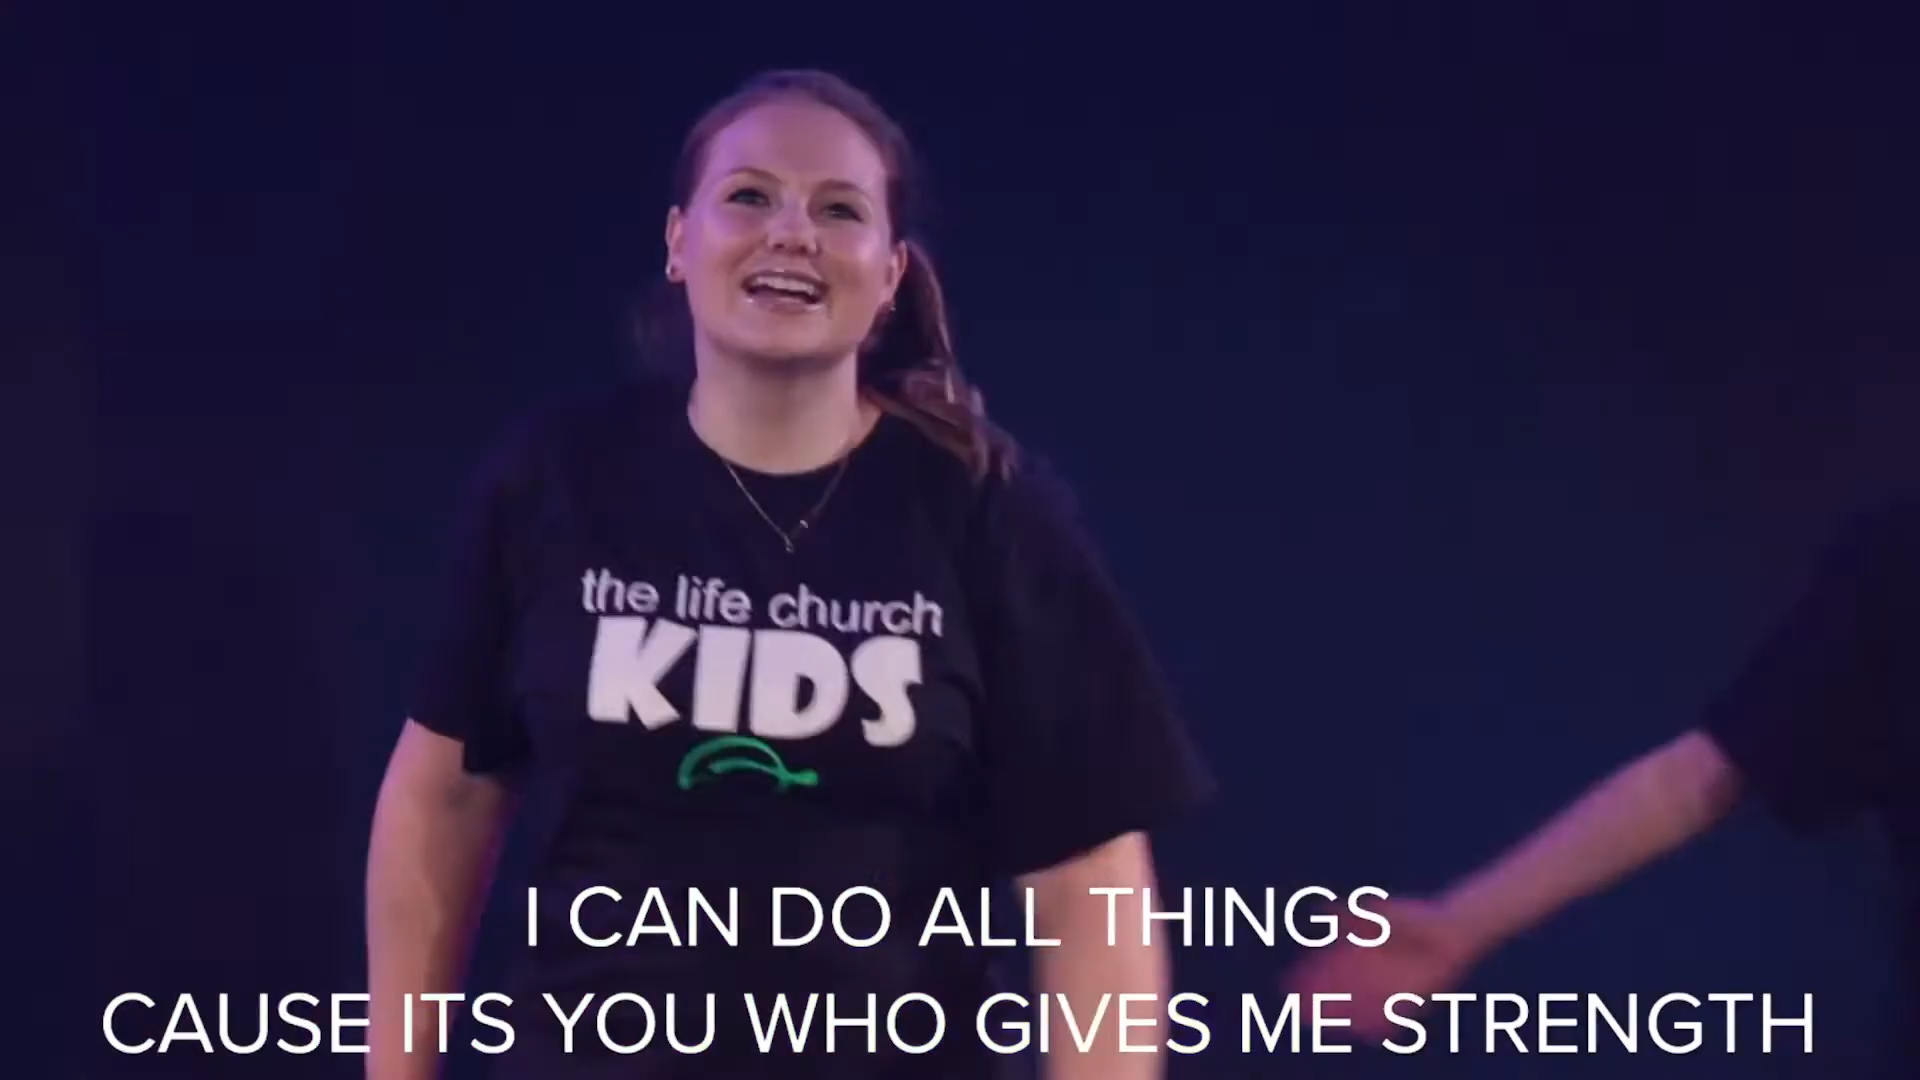 the life church
KIDS
I CAN DO ALL THINGS
CAUSE ITS YOU WHO GIVES ME STRENGTH